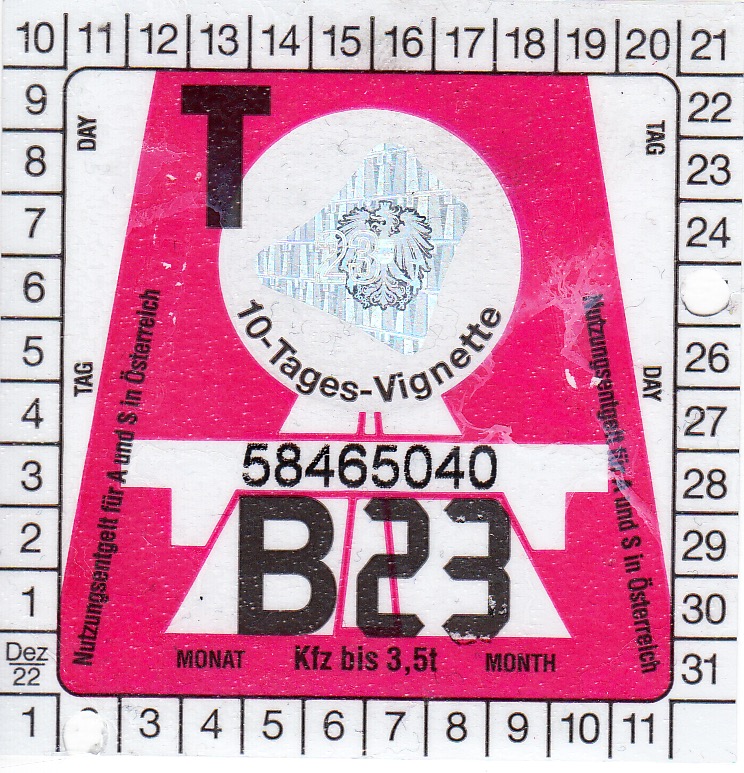 10 11 12 13 14 15 16 17 18 19 20 21
9 22
8 23
7 24
6
5 26
4 27
3 28
2 29
1 30
Dez
22
31
1 3 4 5 6 7 8 9 10 11
DAY
TAG
T
23
10-Tages-Vignette
TAG
DAY
Nutzungsentgelt für A und S in Österreich
Nutzungsentgelt für A und S in Österreich
58465040
B23
MONAT Kfz bis 3,5t MONTH